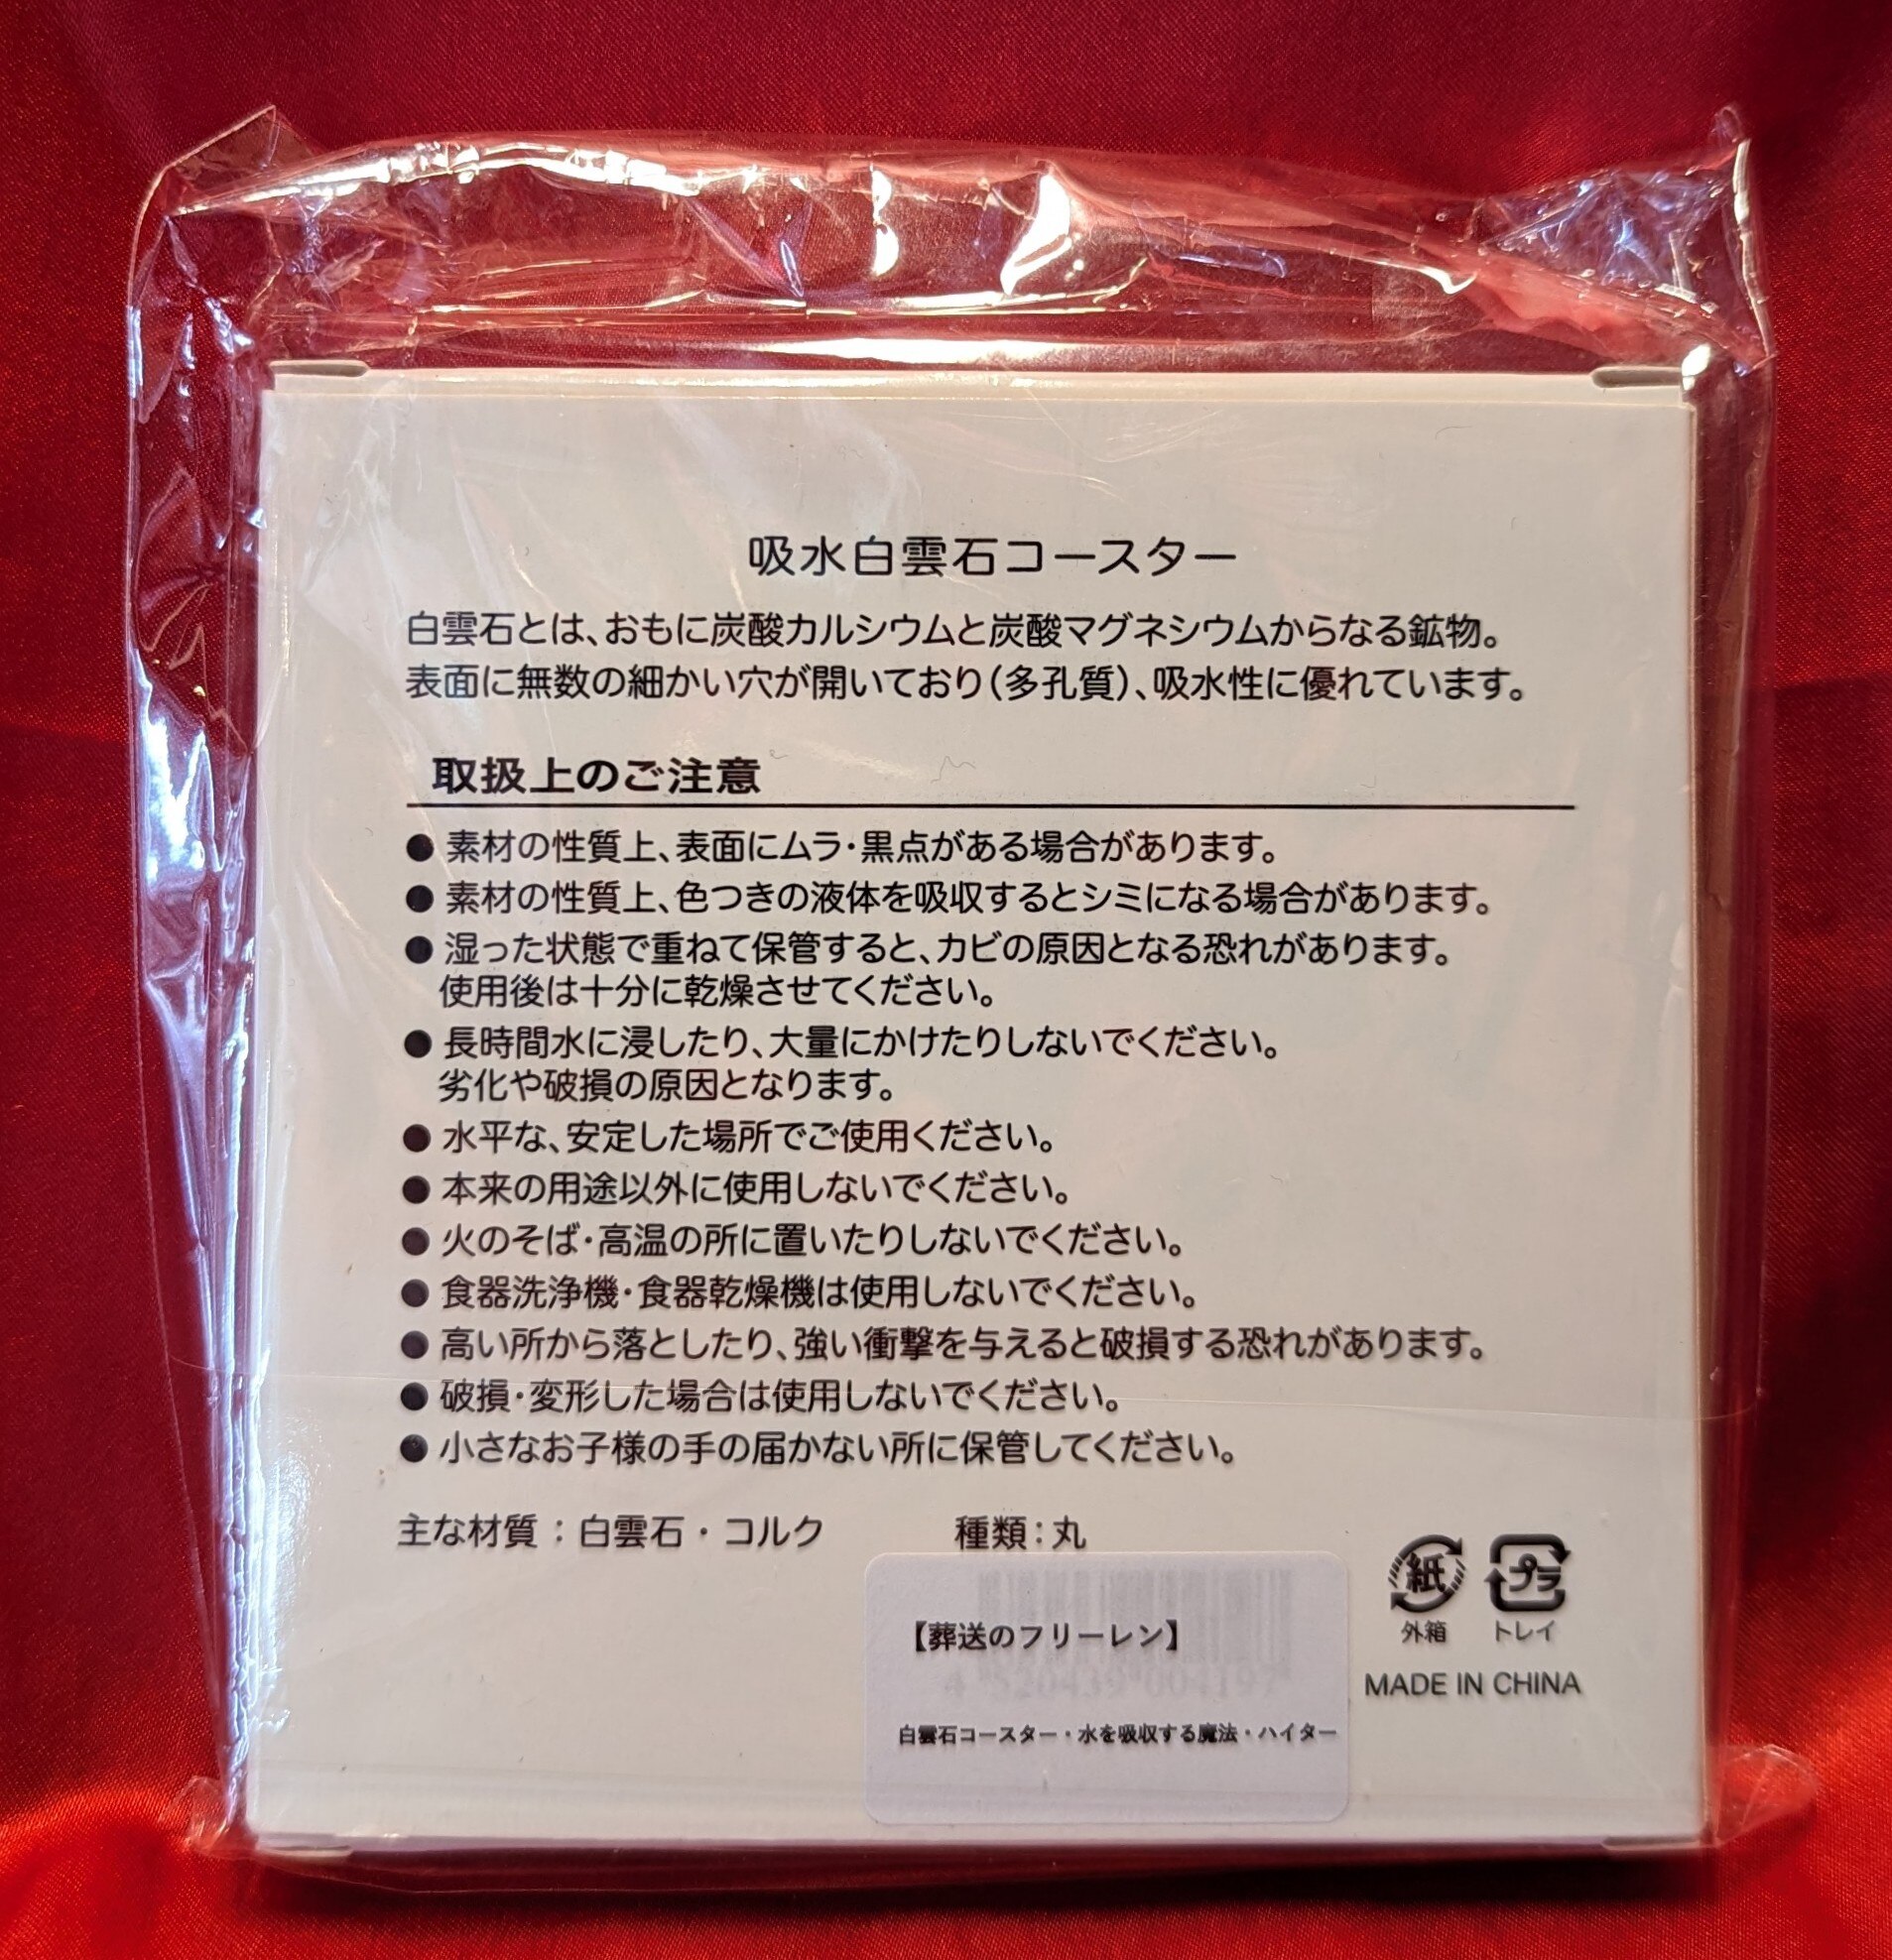 吸水白雲石コースター
白雲石とは、おもに炭酸カルシウムと炭酸マグネシウムからなる鉱物。
表面に無数の細かい穴が開いており(多孔質)、吸水性に優れています。
取扱上のご注意
● 素材の性質上、表面にムラ・黒点がある場合があります。
● 素材の性質上、色つきの液体を吸収するとシミになる場合があります。
● 湿った状態で重ねて保管すると、カビの原因となる恐れがあります。
使用後は十分に乾燥させてください。
● 長時間水に浸したり、大量にかけたりしないでください。
劣化や破損の原因となります。
● 水平な、安定した場所でご使用ください。
● 本来の用途以外に使用しないでください。
● 火のそば・高温の所に置いたりしないでください。
● 食器洗浄機・食器乾燥機は使用しないでください。
● 高い所から落としたり、強い衝撃を与えると破損する恐れがあります。
● 破損・変形した場合は使用しないでください。
● 小さなお子様の手の届かない所に保管してください。
主な材質：白雲石・コルク 種類：丸
紙 プラ
外箱 トレイ
MADE IN CHINA
【葬送のフリーレン】
白雲石コースター・水を吸収する魔法・ハイター